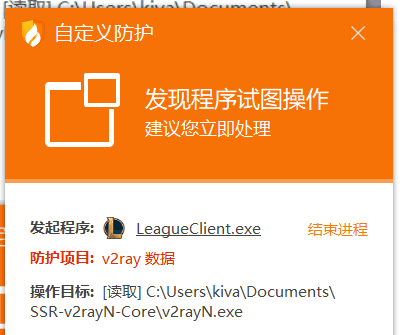 [读取] C:\Users\kiva\Documents\
自定义防护
发现程序试图操作
建议您立即处理
发起程序: LeagueClient.exe 结束进程
防护项目: v2ray 数据
操作目标: [读取] C:\Users\kiva\Documents\
SSR-v2rayN-Core\v2rayN.exe